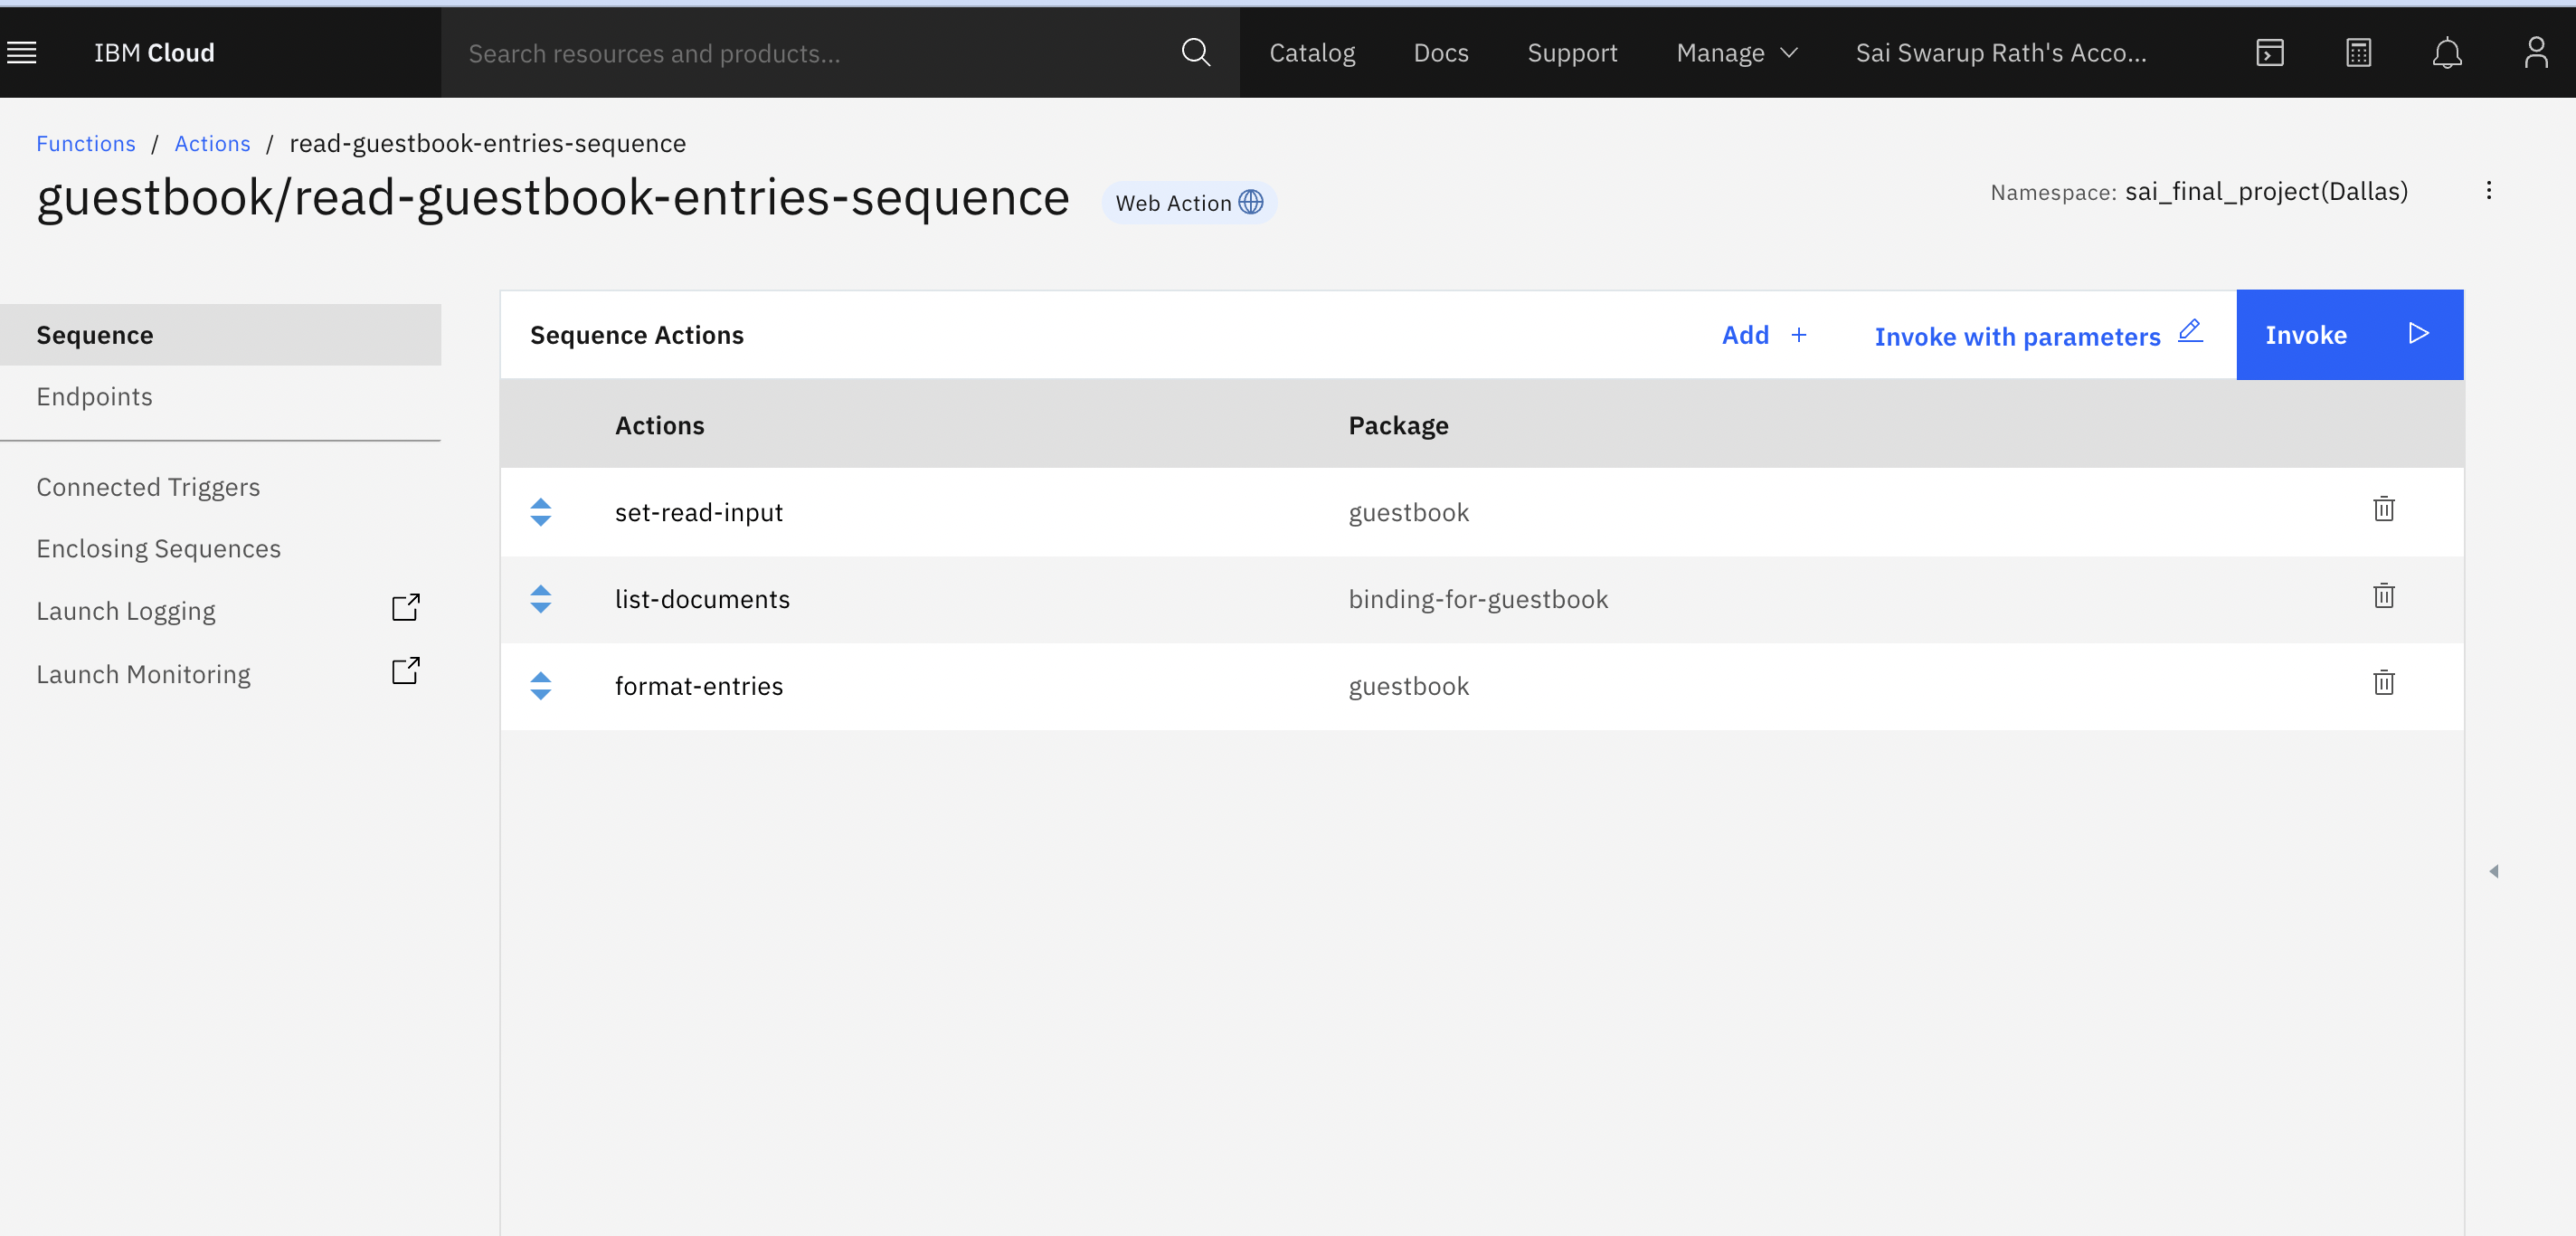 IBM Cloud Search resources and products... Catalog Docs Support Manage Sai Swarup Rath's Acco...
Functions / Actions / read-guestbook-entries-sequence
guestbook/read-guestbook-entries-sequence Web Action Namespace: sai_final_project(Dallas)
Sequence
Endpoints
Connected Triggers
Enclosing Sequences
Launch Logging
Launch Monitoring
Sequence Actions Add + Invoke with parameters Invoke
Actions Package
set-read-input guestbook
list-documents binding-for-guestbook
format-entries guestbook